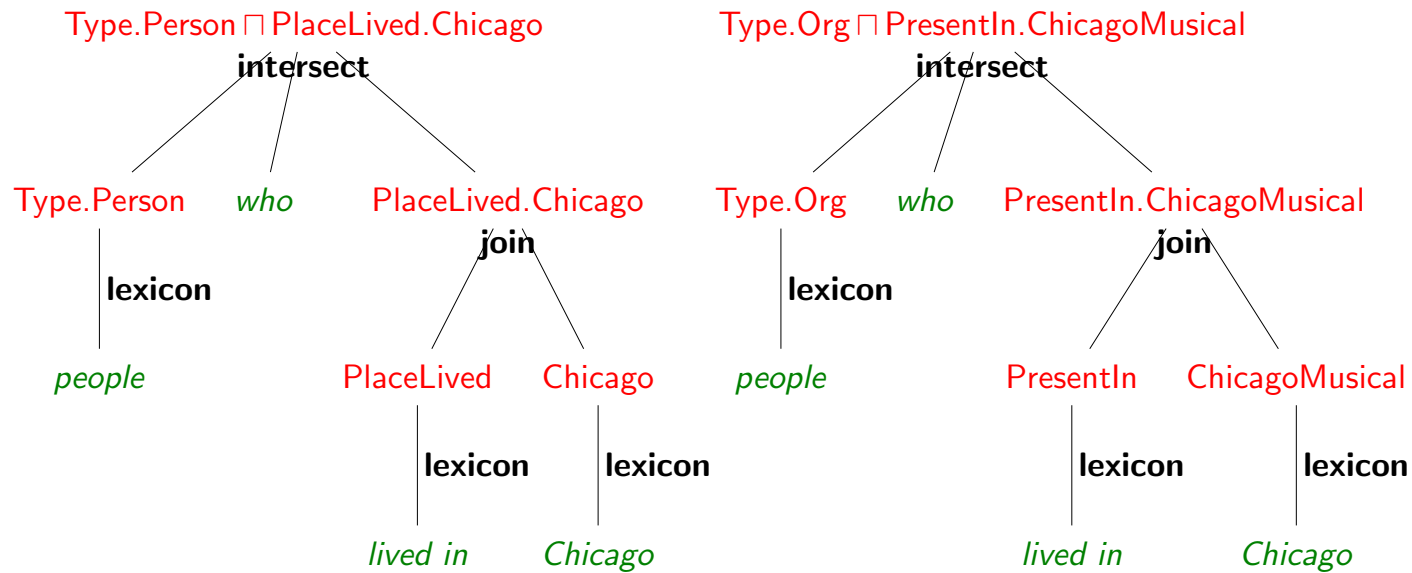 Type.Person ⊓ PlaceLived.Chicago Type.Org ⊓ PresentIn.ChicagoMusical
intersect intersect
Type.Person who PlaceLived.Chicago Type.Org who PresentIn.ChicagoMusical
join join
lexicon lexicon
people PlaceLived Chicago people PresentIn ChicagoMusical
lexicon lexicon lexicon lexicon
lived in Chicago lived in Chicago